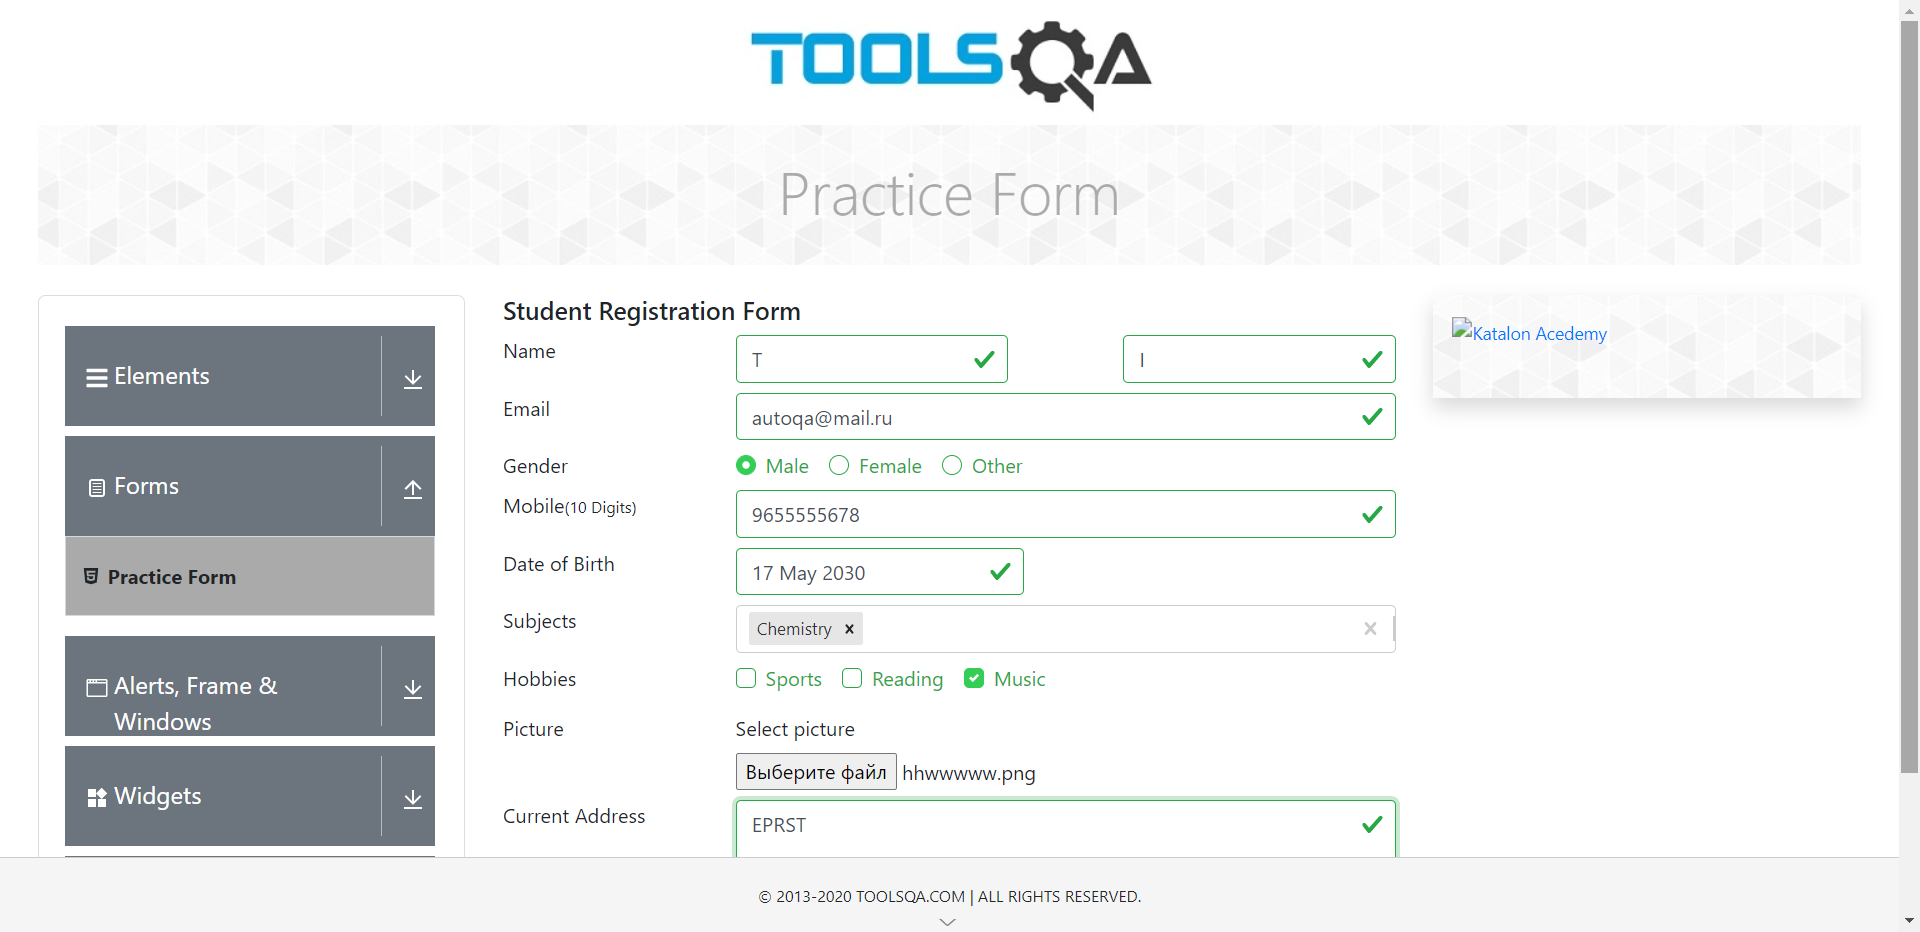 TOOLSQA
Practice Form
Elements
Forms
Practice Form
Alerts, Frame &
Windows
Widgets
Student Registration Form
Name T I
Email autoqa@mail.ru
Gender Male Female Other
Mobile(10 Digits) 9655555678
Date of Birth 17 May 2030
Subjects Chemistry
Hobbies Sports Reading Music
Picture Select picture
Выберите файл hhwwwww.png
Current Address EPRST
Katalon Acedemy
© 2013-2020 TOOLSQA.COM | ALL RIGHTS RESERVED.